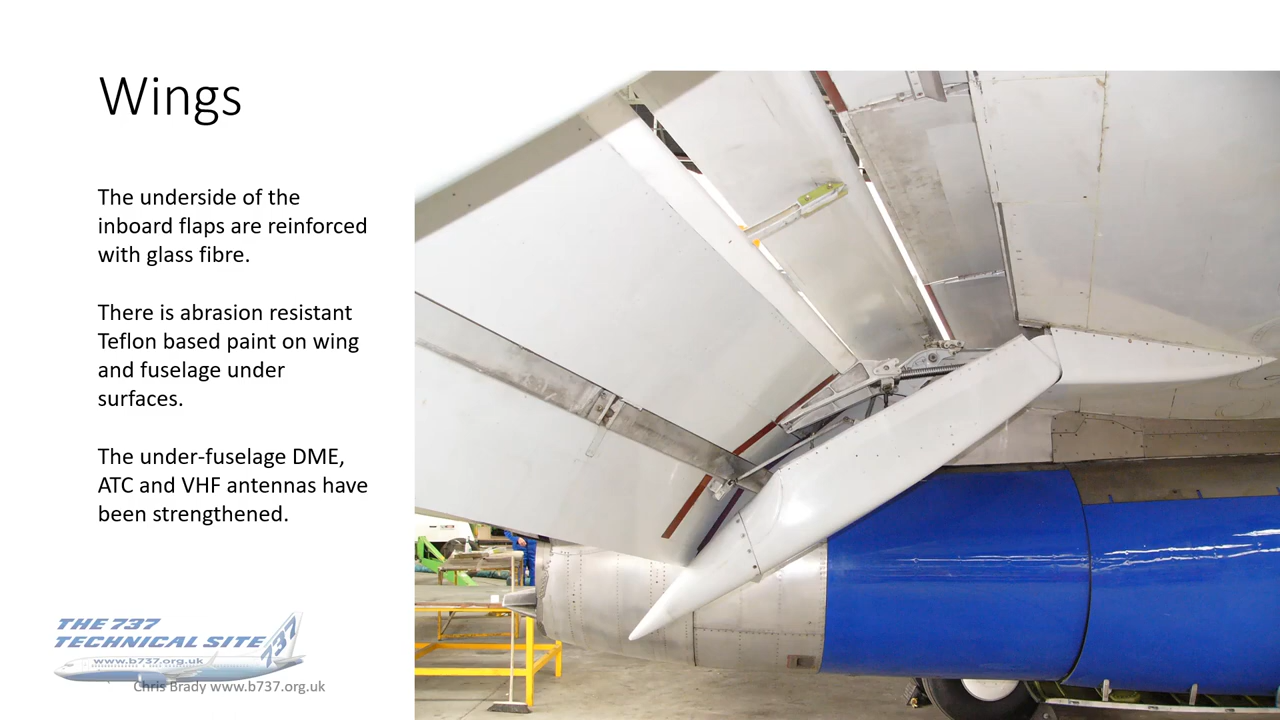 Wings
The underside of the
inboard flaps are reinforced
with glass fibre.
There is abrasion resistant
Teflon based paint on wing
and fuselage under
surfaces.
The under-fuselage DME,
ATC and VHF antennas have
been strengthened.
THE 737
TECHNICAL SITE
737
www.b737.org.uk
Chris Brady www.b737.org.uk